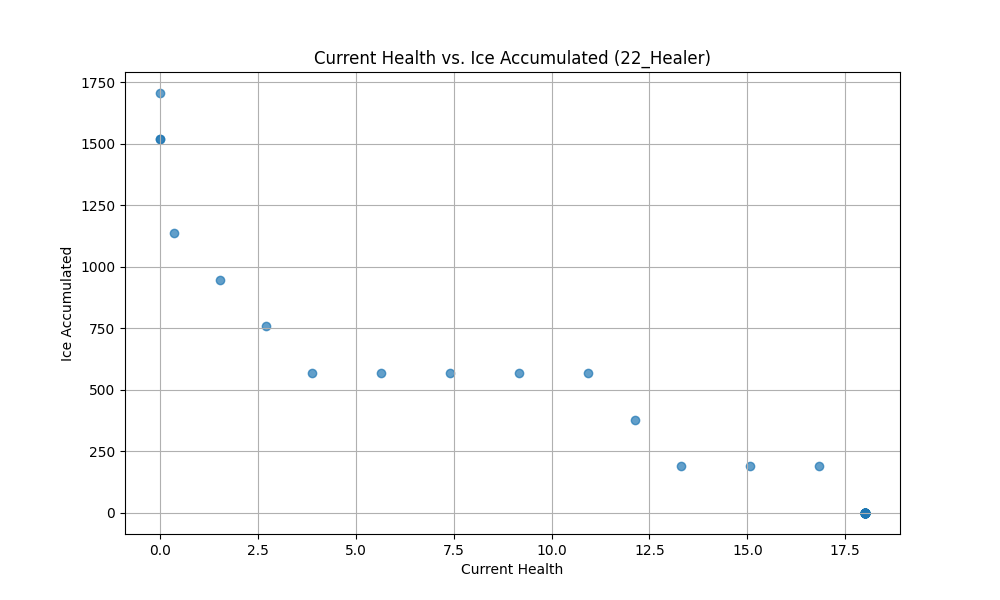 Current Health vs. Ice Accumulated (22_Healer)
1750
1500
1250
1000
750
500
250
0
Ice Accumulated
0.0 2.5 5.0 7.5 10.0 12.5 15.0 17.5
Current Health